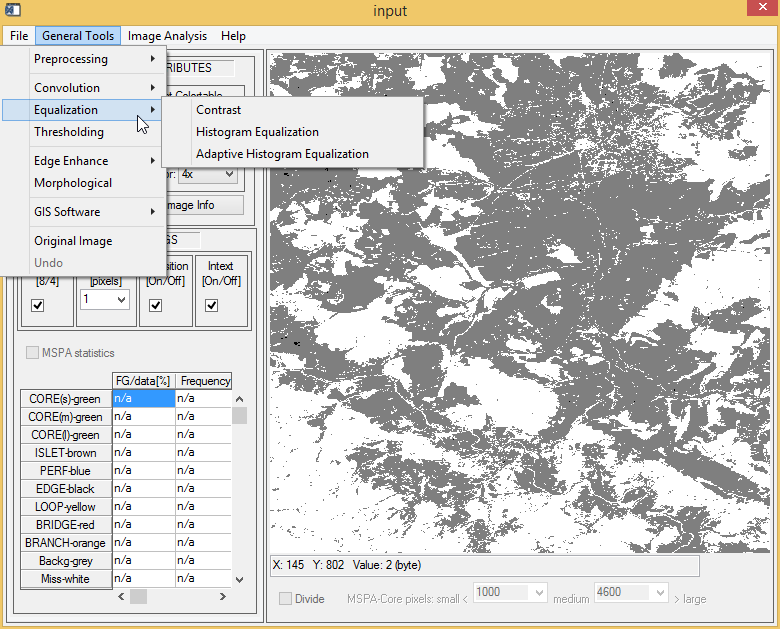 input
File General Tools Image Analysis Help
Preprocessing
Convolution
Equalization
Thresholding
Edge Enhance
Morphological
GIS Software
Original Image
Undo
Contrast
Histogram Equalization
Adaptive Histogram Equalization
4x
Image Info
Intext
[8/4] [pixels] [On/Off] [On/Off]
1
MSPA statistics
FG/data[%] Frequency
CORE(s)-green n/a n/a
CORE(m)-green n/a n/a
CORE(l)-green n/a n/a
ISLET-brown n/a n/a
PERF-blue n/a n/a
EDGE-black n/a n/a
LOOP-yellow n/a n/a
BRIDGE-red n/a n/a
BRANCH-orange n/a n/a
Backg-grey n/a n/a
Miss-white n/a n/a
X: 145 Y: 802 Value: 2 (byte)
Divide MSPA-Core pixels: small < 1000 medium 4600 > large